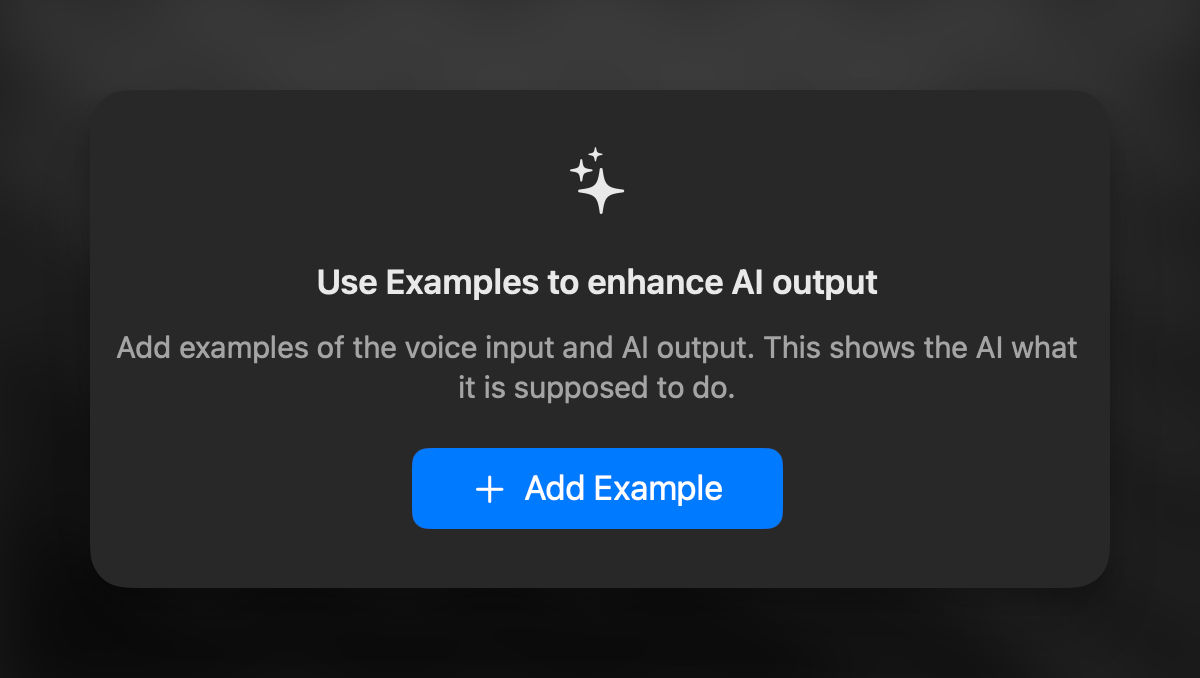 Use Examples to enhance AI output
Add examples of the voice input and AI output. This shows the AI what
it is supposed to do.
+ Add Example